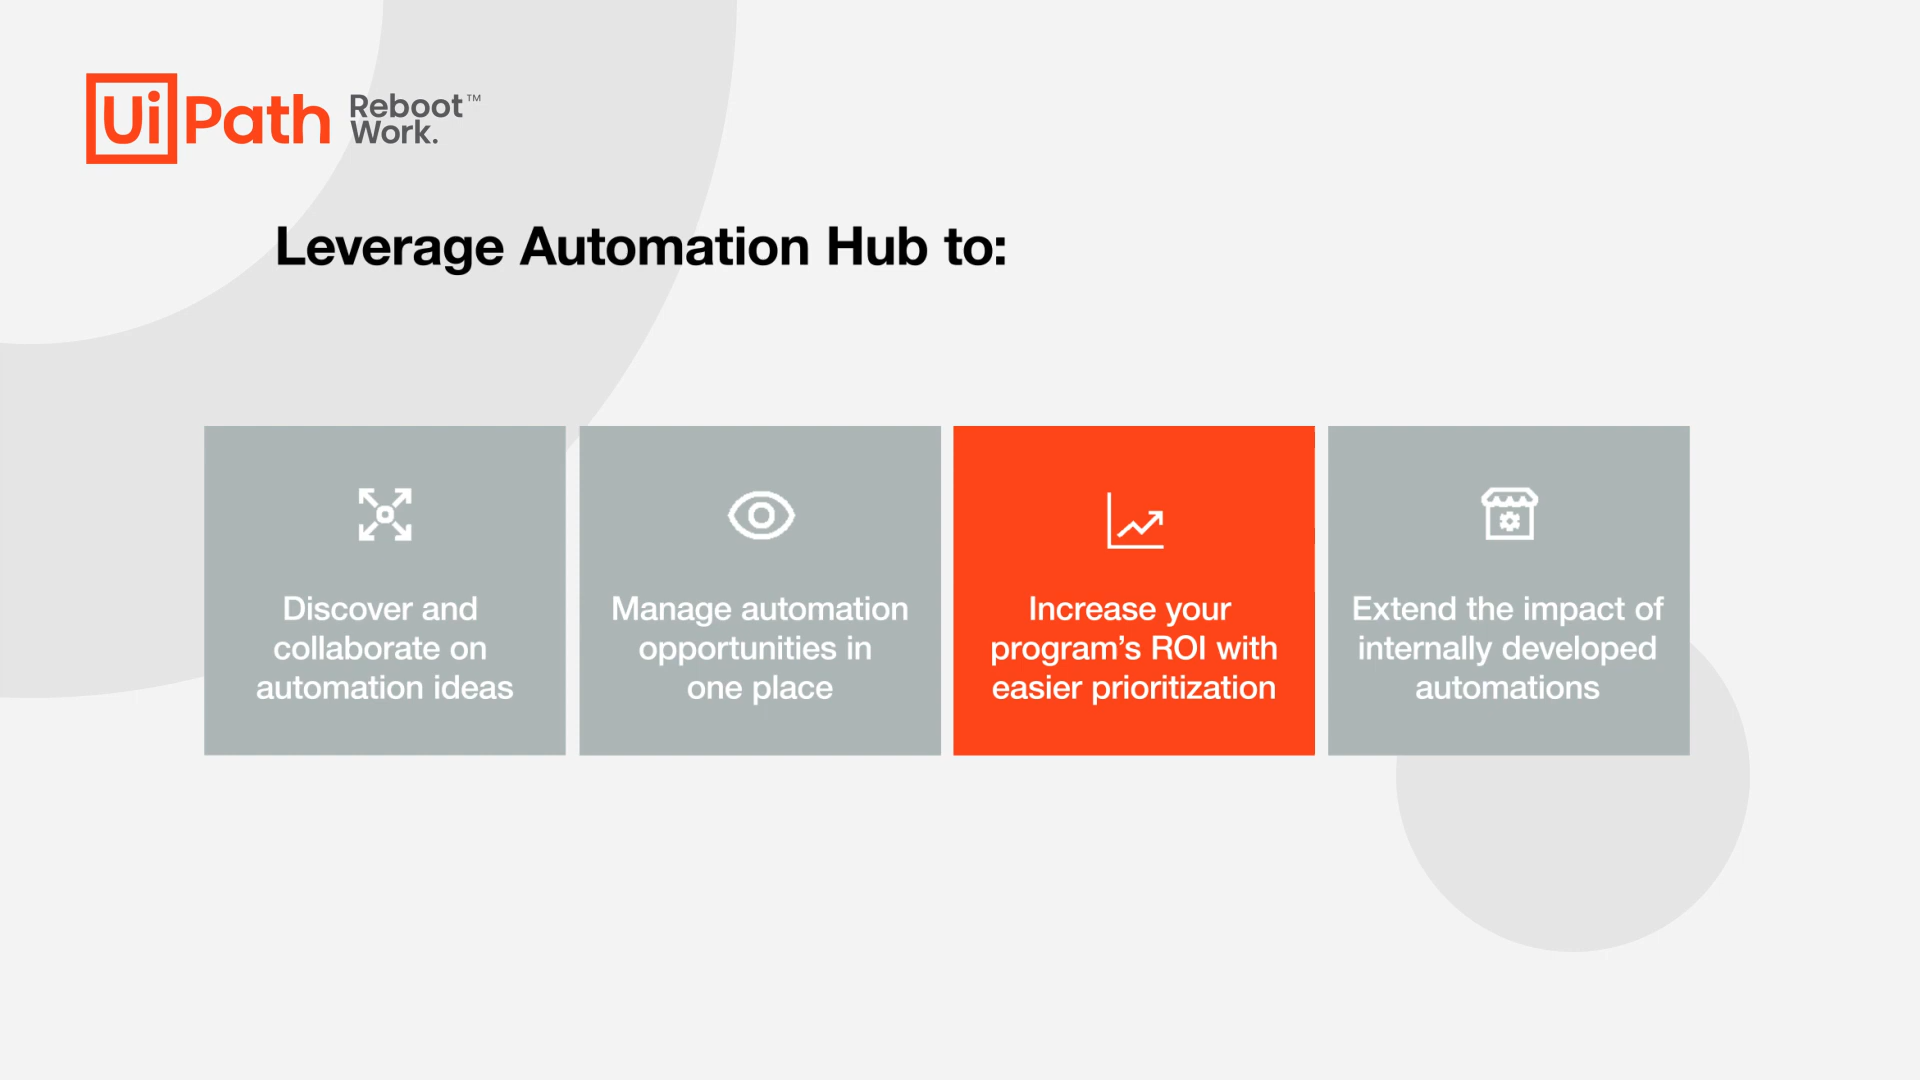 UiPath Reboot™
Work.
Leverage Automation Hub to:
Discover and
collaborate on
automation ideas
Manage automation
opportunities in
one place
Increase your
program’s ROI with
easier prioritization
Extend the impact of
internally developed
automations